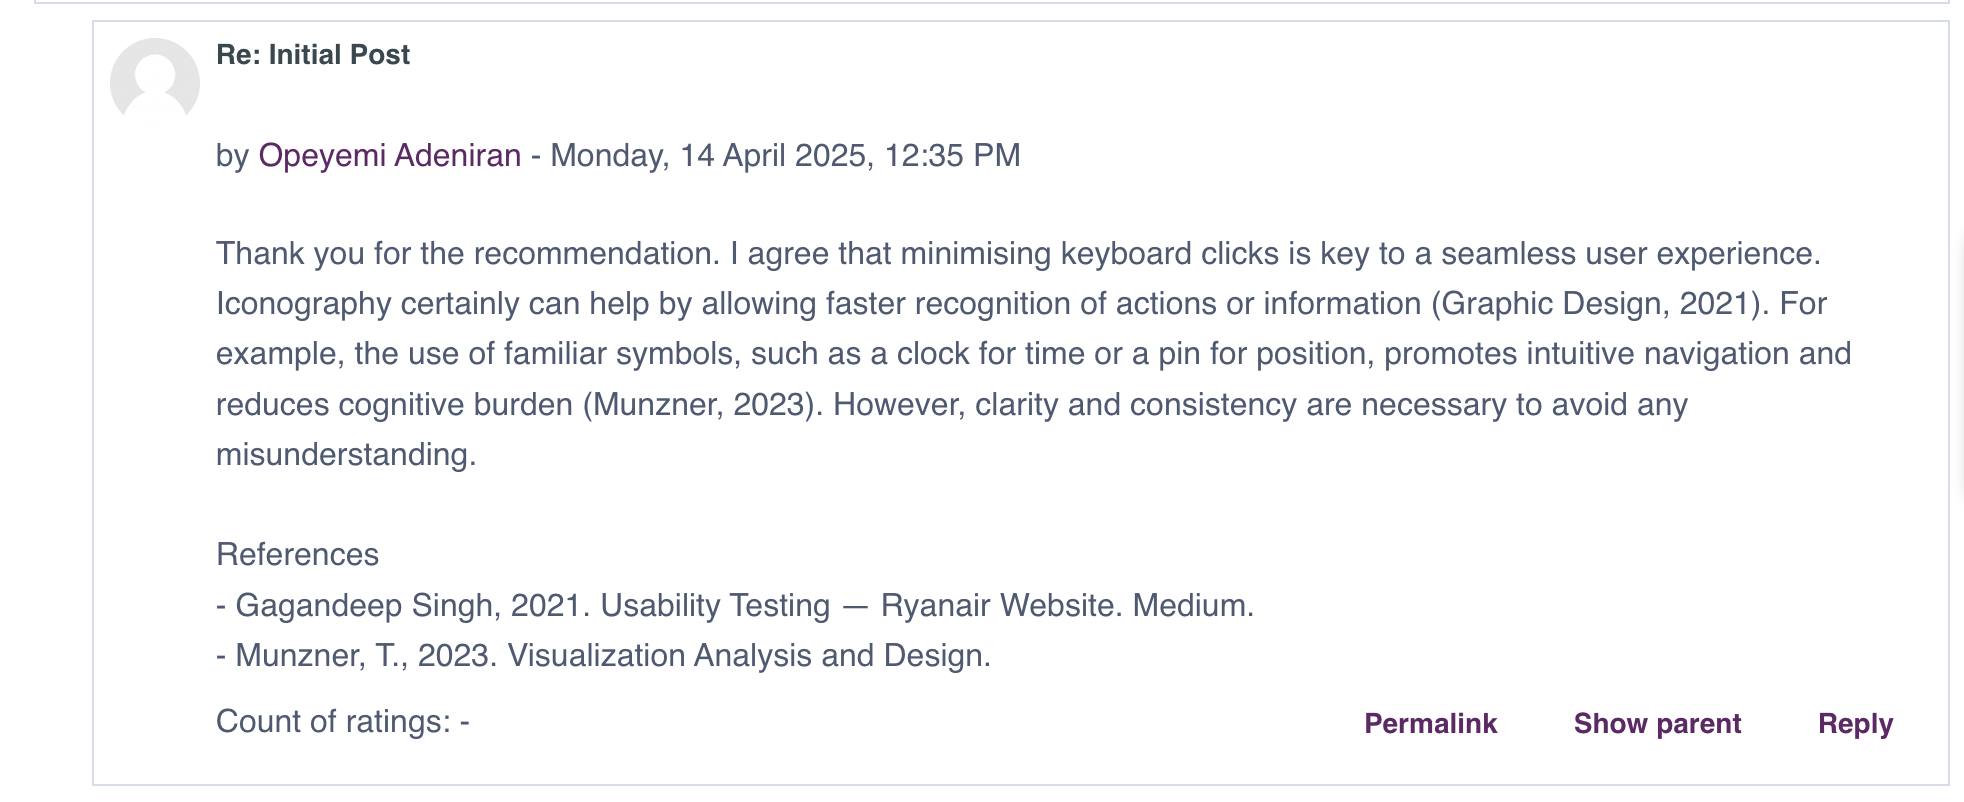 Re: Initial Post
by Opeyemi Adeniran - Monday, 14 April 2025, 12:35 PM
Thank you for the recommendation. I agree that minimising keyboard clicks is key to a seamless user experience.
Iconography certainly can help by allowing faster recognition of actions or information (Graphic Design, 2021). For
example, the use of familiar symbols, such as a clock for time or a pin for position, promotes intuitive navigation and
reduces cognitive burden (Munzner, 2023). However, clarity and consistency are necessary to avoid any
misunderstanding.
References
- Gagandeep Singh, 2021. Usability Testing — Ryanair Website. Medium.
- Munzner, T., 2023. Visualization Analysis and Design.
Count of ratings: -
Permalink Show parent Reply